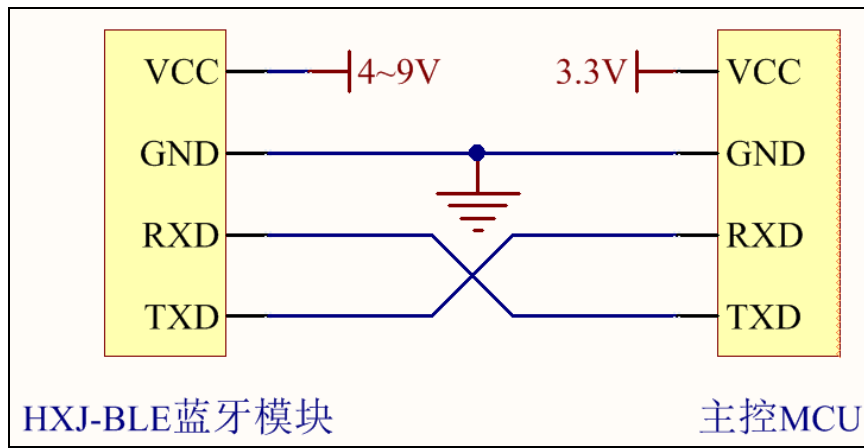 VCC 4~9V 3.3V VCC
GND GND
RXD RXD
TXD TXD
HXJ-BLE蓝牙模块 主控MCU